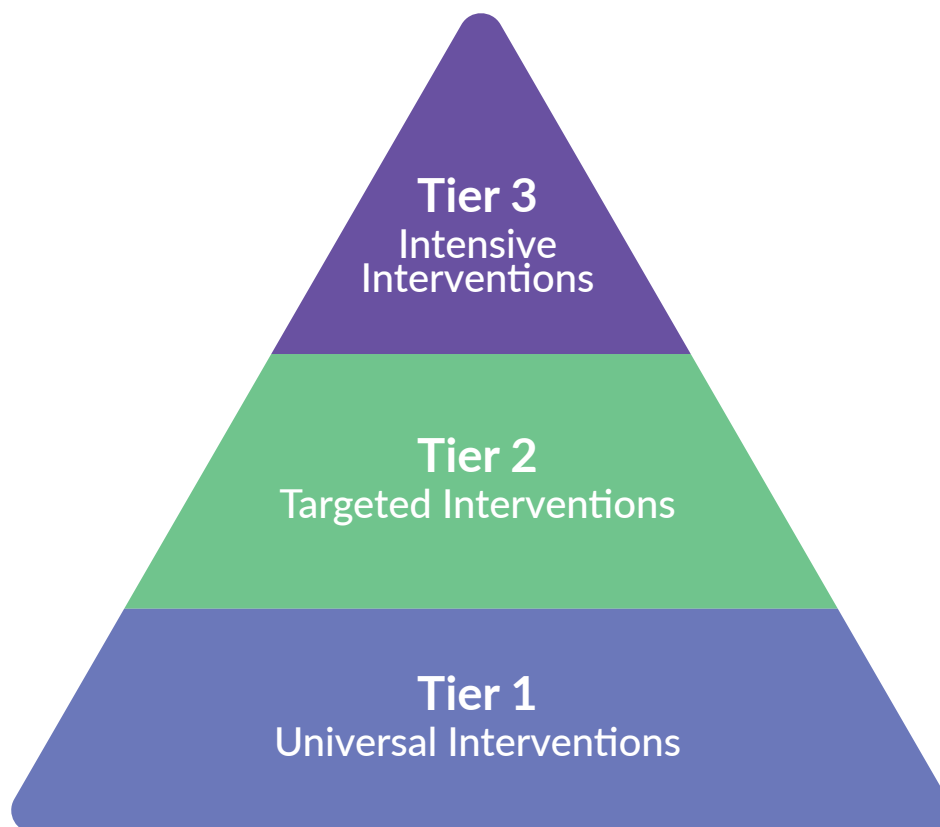 Tier 3
Intensive
Interventions
Tier 2
Targeted Interventions
Tier 1
Universal Interventions